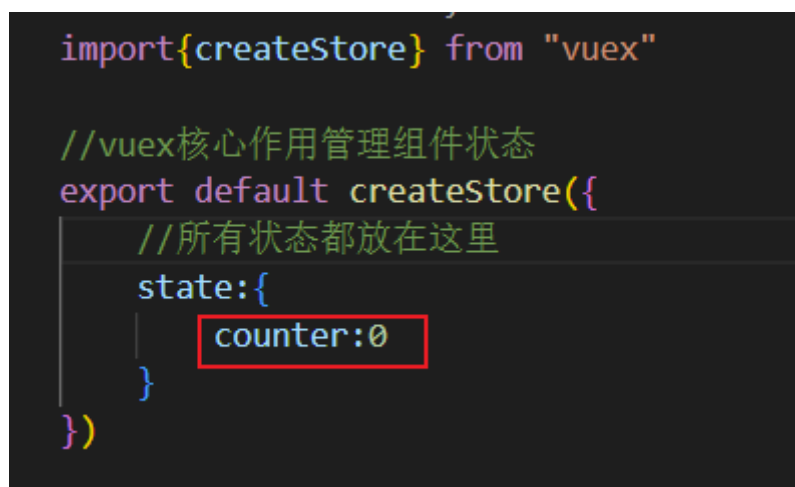 import{createStore} from "vuex"
//vuex核心作用管理组件状态
export default createStore({
//所有状态都放在这里
state:{
counter:0
}
})